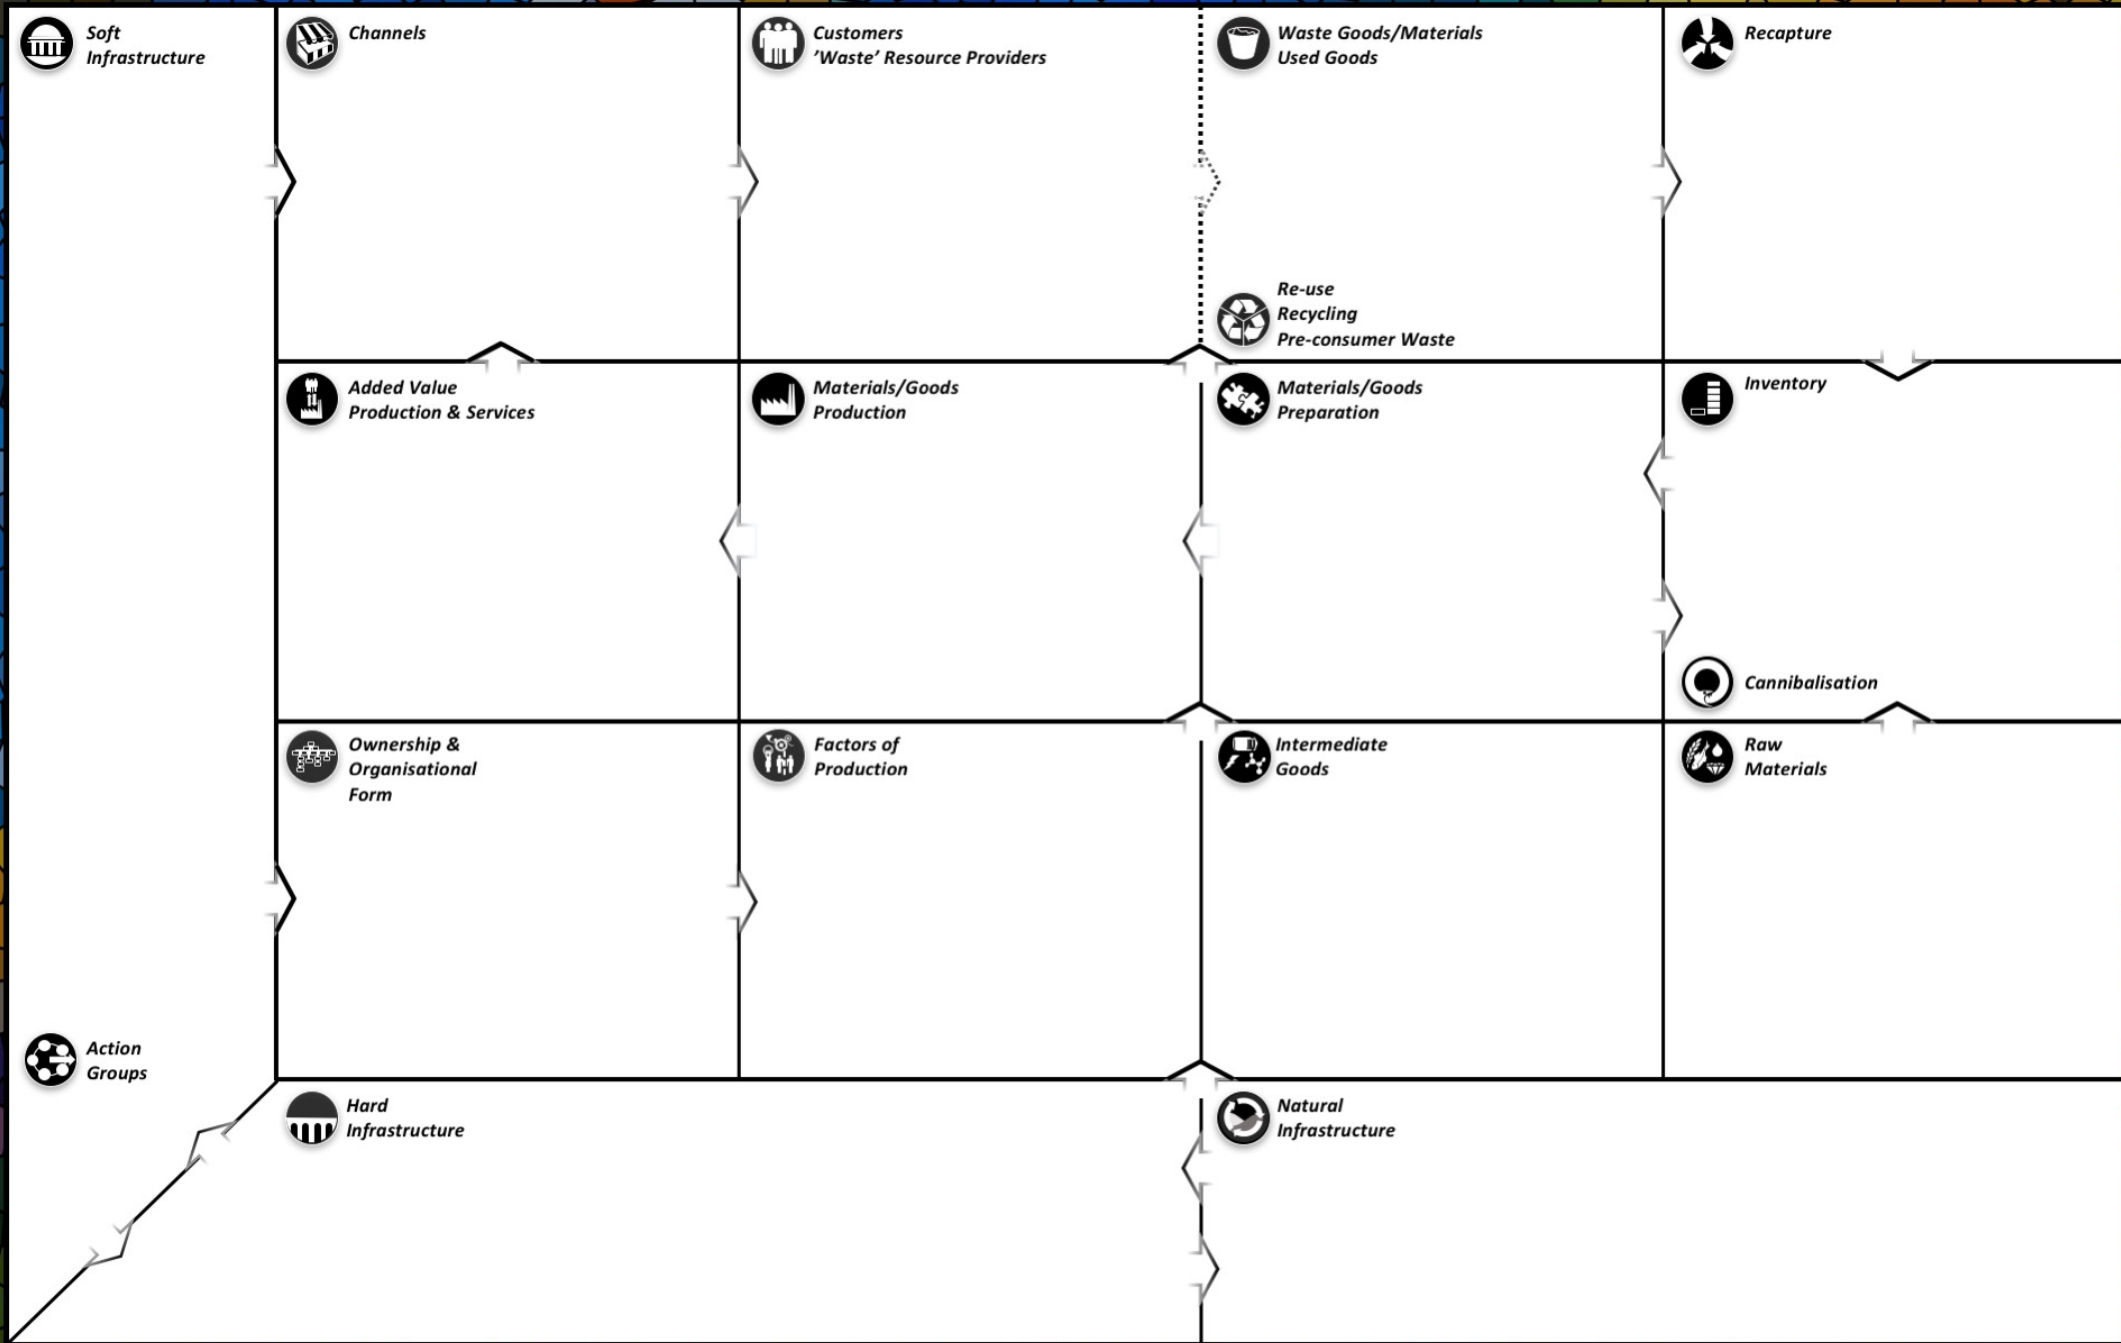 Soft
Infrastructure
Channels
Customers
’Waste’ Resource Providers
Waste Goods/Materials
Used Goods
Recapture
Re-use
Recycling
Pre-consumer Waste
Added Value
Production & Services
Materials/Goods
Production
Materials/Goods
Preparation
Inventory
Cannibalisation
Ownership &
Organisational
Form
Factors of
Production
Intermediate
Goods
Raw
Materials
Action
Groups
Hard
Infrastructure
Natural
Infrastructure